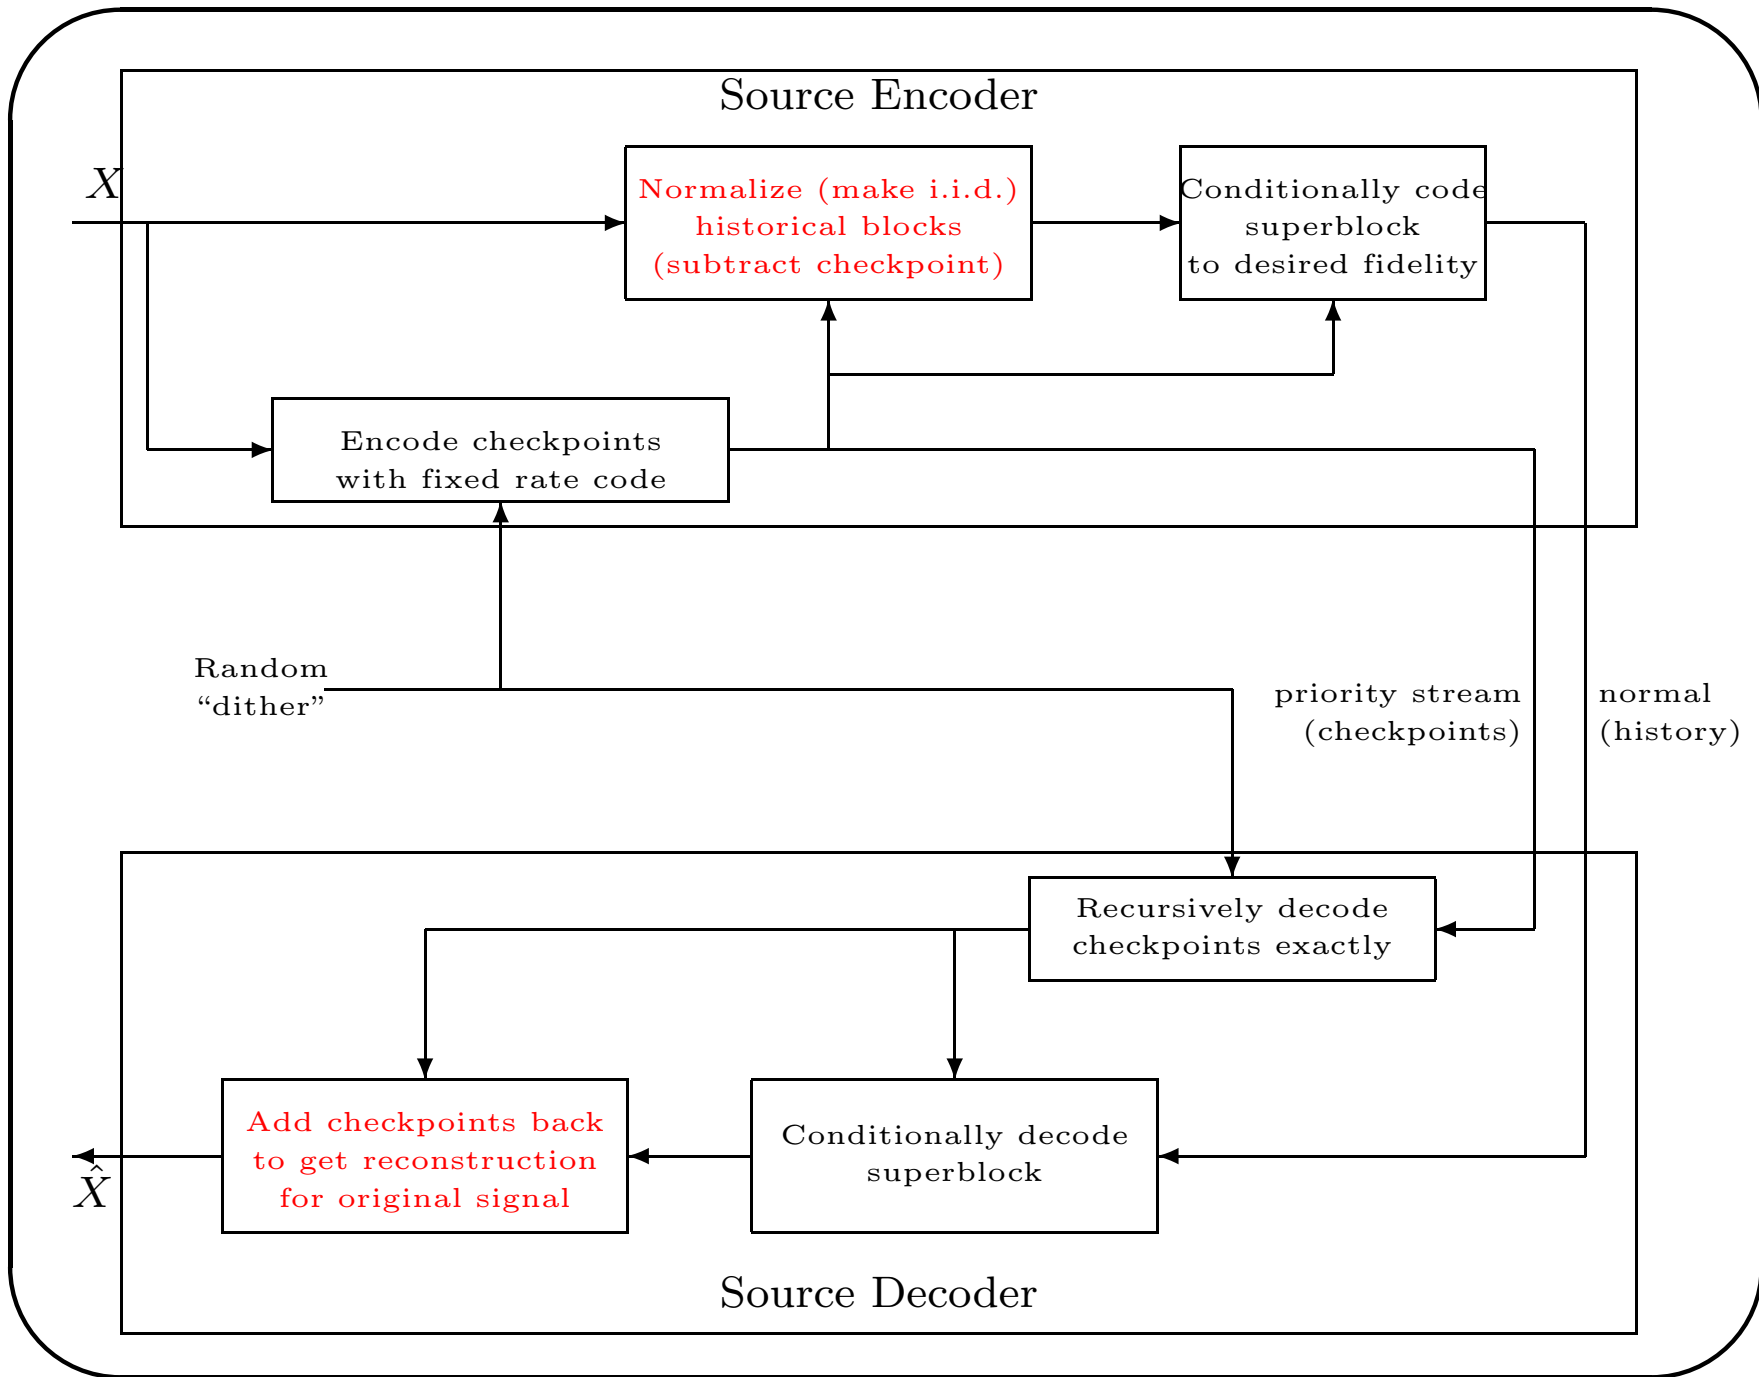 Source Encoder
X
Normalize (make i.i.d.)
historical blocks
(subtract checkpoint)
Conditionally code
superblock
to desired fidelity
Encode checkpoints
with fixed rate code
Random
“dither”
priority stream
(checkpoints)
normal
(history)
Recursively decode
checkpoints exactly
Add checkpoints back
to get reconstruction
for original signal
Conditionally decode
superblock
X̂
Source Decoder